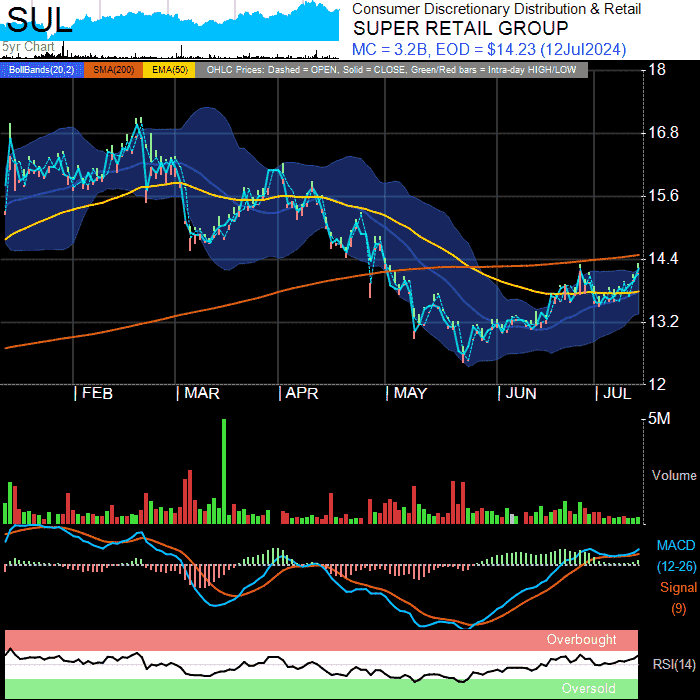 SUL
5yr Chart
Consumer Discretionary Distribution & Retail
SUPER RETAIL GROUP
MC = 3.2B, EOD = $14.23 (12Jul2024)
BollBands(20,2) SMA(200) EMA(50) OHLC Prices: Dashed = OPEN, Solid = CLOSE, Green/Red bars = Intra-day HIGH/LOW
18
16.8
15.6
14.4
13.2
12
| FEB | MAR | APR | MAY | JUN | JUL
5M
Volume
MACD
(12-26)
Signal
(9)
Overbought
RSI(14)
Oversold